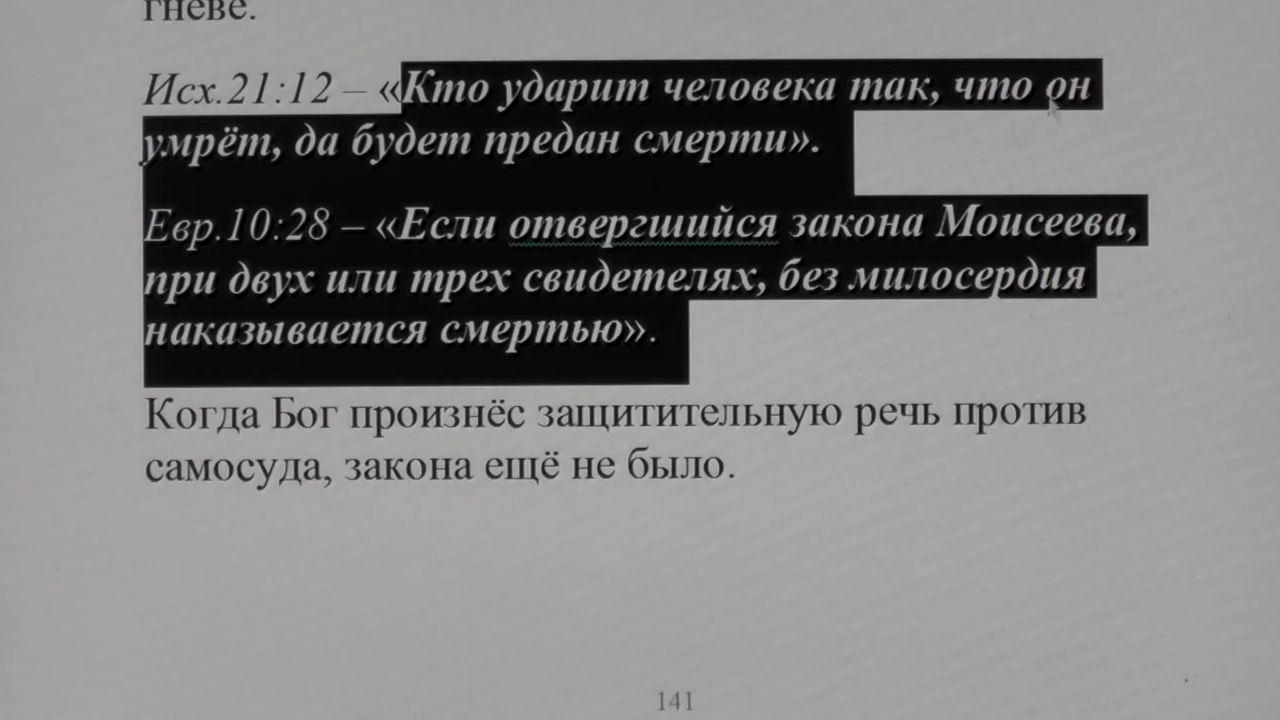 гневе.
Исх.21:12 – «Кто ударит человека так, что он
умрёт, да будет предан смерти».
Евр.10:28 – «Если отвергшийся закона Моисеева,
при двух или трех свидетелях, без милосердия
наказывается смертью».
Когда Бог произнёс защитительную речь против
самосуда, закона ещё не было.
141